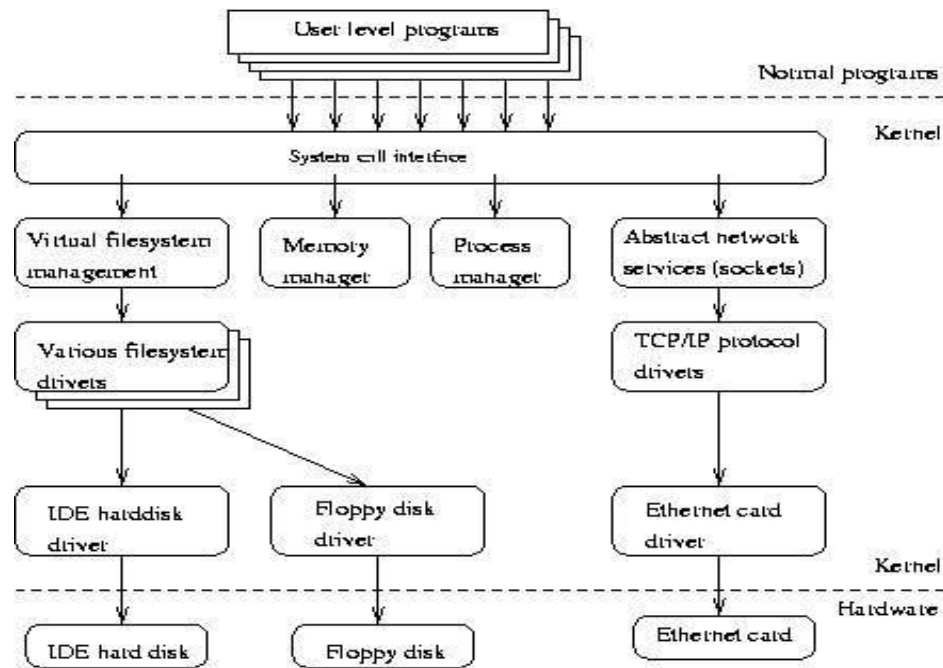 User level programs
Normal programs
Kernel
System call interface
Virtual filesystem
management
Memory
manager
Process
manager
Abstract network
services (sockets)
Various filesystem
drivers
TCP/IP protocol
drivers
IDE harddisk
driver
Floppy disk
driver
Ethernet card
driver
Kernel
Hardware
IDE hard disk
Floppy disk
Ethernet card